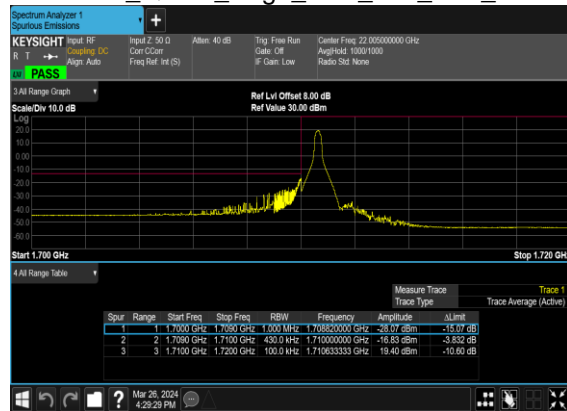 Spectrum Analyzer 1
Spurious Emissions
+
KEYSIGHT Input: RF Input Z: 50 Ω Atten: 40 dB Trig: Free Run Center Freq: 22.005000000 GHz
R T Coupling: DC Corr CCorr Gate: Off Avg|Hold: 1000/1000
Align: Auto Freq Ref: Int (S) IF Gain: Low Radio Std: None
PASS
3 All Range Graph Ref Lvl Offset 8.00 dB
Scale/Div 10.0 dB Ref Value 30.00 dBm
Log
20.0
10.0
0.00
-10.0
-20.0
-30.0
-40.0
-50.0
-60.0
Start 1.700 GHz Stop 1.720 GH
4 All Range Table
Measure Trace Trace 1
Trace Type Trace Average (Active)
Spur Range Start Freq Stop Freq RBW Frequency Amplitude ΔLimit
1 1 1.7000 GHz 1.7090 GHz 1.000 MHz 1.708820000 GHz -28.07 dBm -15.07 dB
2 2 1.7090 GHz 1.7100 GHz 430.0 kHz 1.710000000 GHz -16.83 dBm -3.832 dB
3 3 1.7100 GHz 1.7200 GHz 100.0 kHz 1.710633333 GHz 19.40 dBm -10.60 dB
? Mar 26, 2024
4:29:29 PM